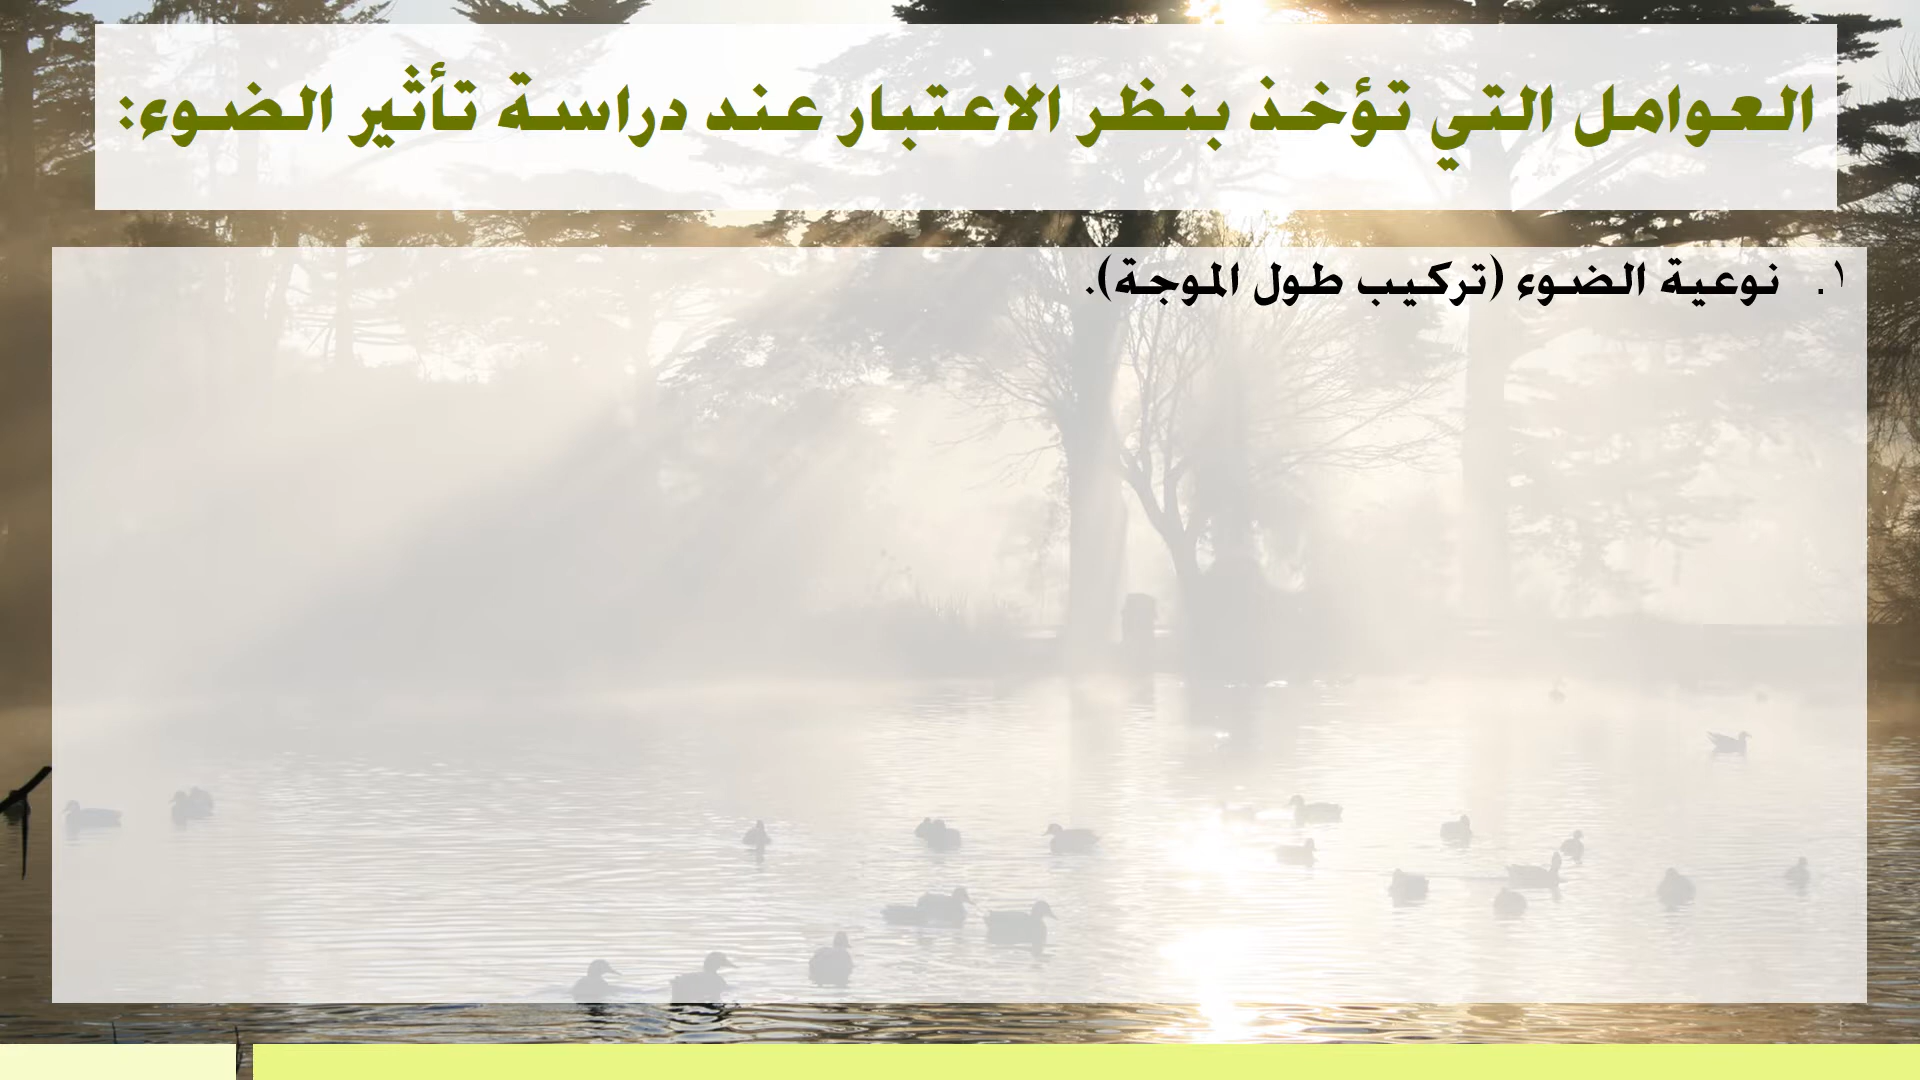 العوامل التي تؤخذ بنظر الاعتبار عند دراسة تأثير الضوء:
١. نوعية الضوء (تركيب طول الموجة).